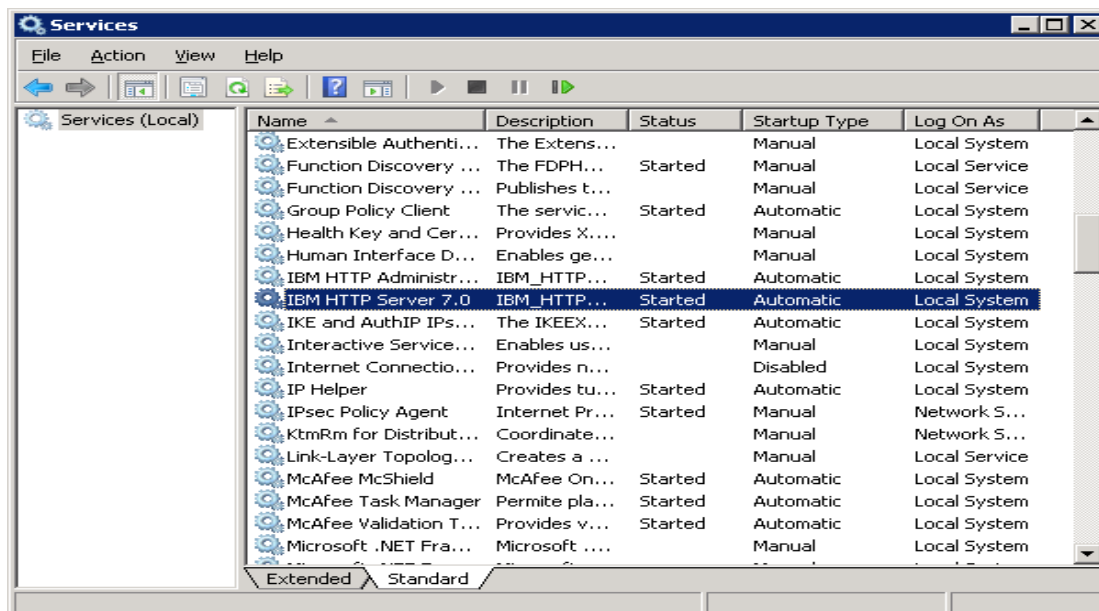 Services
File Action View Help
Services (Local)
Name Description Status Startup Type Log On As
Extensible Authenti... The Extens... Manual Local System
Function Discovery ... The FDPH... Started Manual Local Service
Function Discovery ... Publishes t... Manual Local Service
Group Policy Client The servic... Started Automatic Local System
Health Key and Cer... Provides X.... Manual Local System
Human Interface D... Enables ge... Manual Local System
IBM HTTP Administr... IBM_HTTP... Started Automatic Local System
IBM HTTP Server 7.0 IBM_HTTP... Started Automatic Local System
IKE and AuthIP IPs... The IKEEX... Started Automatic Local System
Interactive Service... Enables us... Manual Local System
Internet Connectio... Provides n... Disabled Local System
IP Helper Provides tu... Started Automatic Local System
IPsec Policy Agent Internet Pr... Started Manual Network S...
KtmRm for Distribut... Coordinate... Manual Network S...
Link-Layer Topolog... Creates a ... Manual Local Service
McAfee McShield McAfee On... Started Automatic Local System
McAfee Task Manager Permite pla... Started Automatic Local System
McAfee Validation T... Provides v... Started Automatic Local System
Microsoft .NET Fra... Microsoft .... Manual Local System
Extended Standard